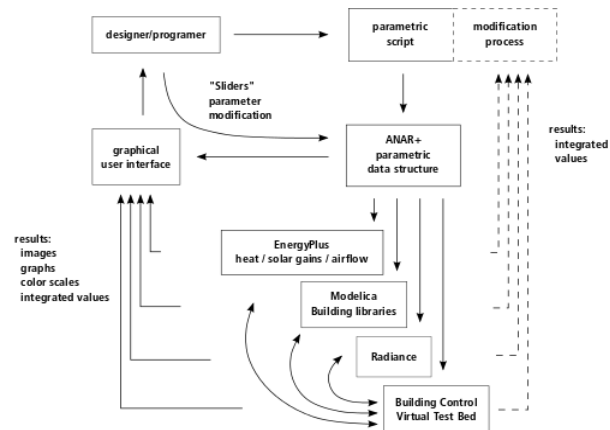 designer/programer
parametric
script
modification
process
"Sliders"
parameter
modification
graphical
user interface
ANAR+
parametric
data structure
results:
integrated
values
results:
images
graphs
color scales
integrated values
EnergyPlus
heat / solar gains / airflow
Modelica
Building libraries
Radiance
Building Control
Virtual Test Bed